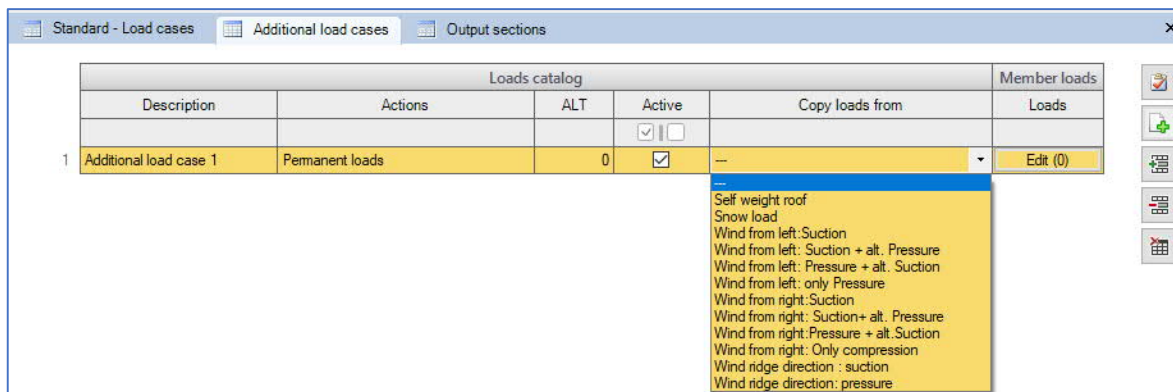 Standard - Load cases Additional load cases Output sections
Loads catalog Member loads
Description Actions ALT Active Copy loads from Loads
1 Additional load case 1 Permanent loads 0 --- Edit (0)
---
Self weight roof
Snow load
Wind from left:Suction
Wind from left: Suction + alt. Pressure
Wind from left: Pressure + alt. Suction
Wind from left: only Pressure
Wind from right:Suction
Wind from right: Suction+ alt. Pressure
Wind from right:Pressure + alt.Suction
Wind from right: Only compression
Wind ridge direction : suction
Wind ridge direction: pressure